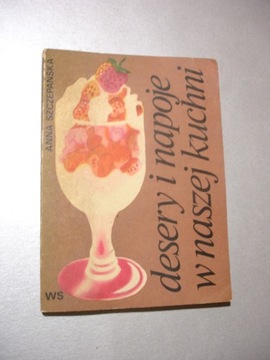 ANNA SZCZEPAŃSKA
desery i napoje
w naszej kuchni
WS